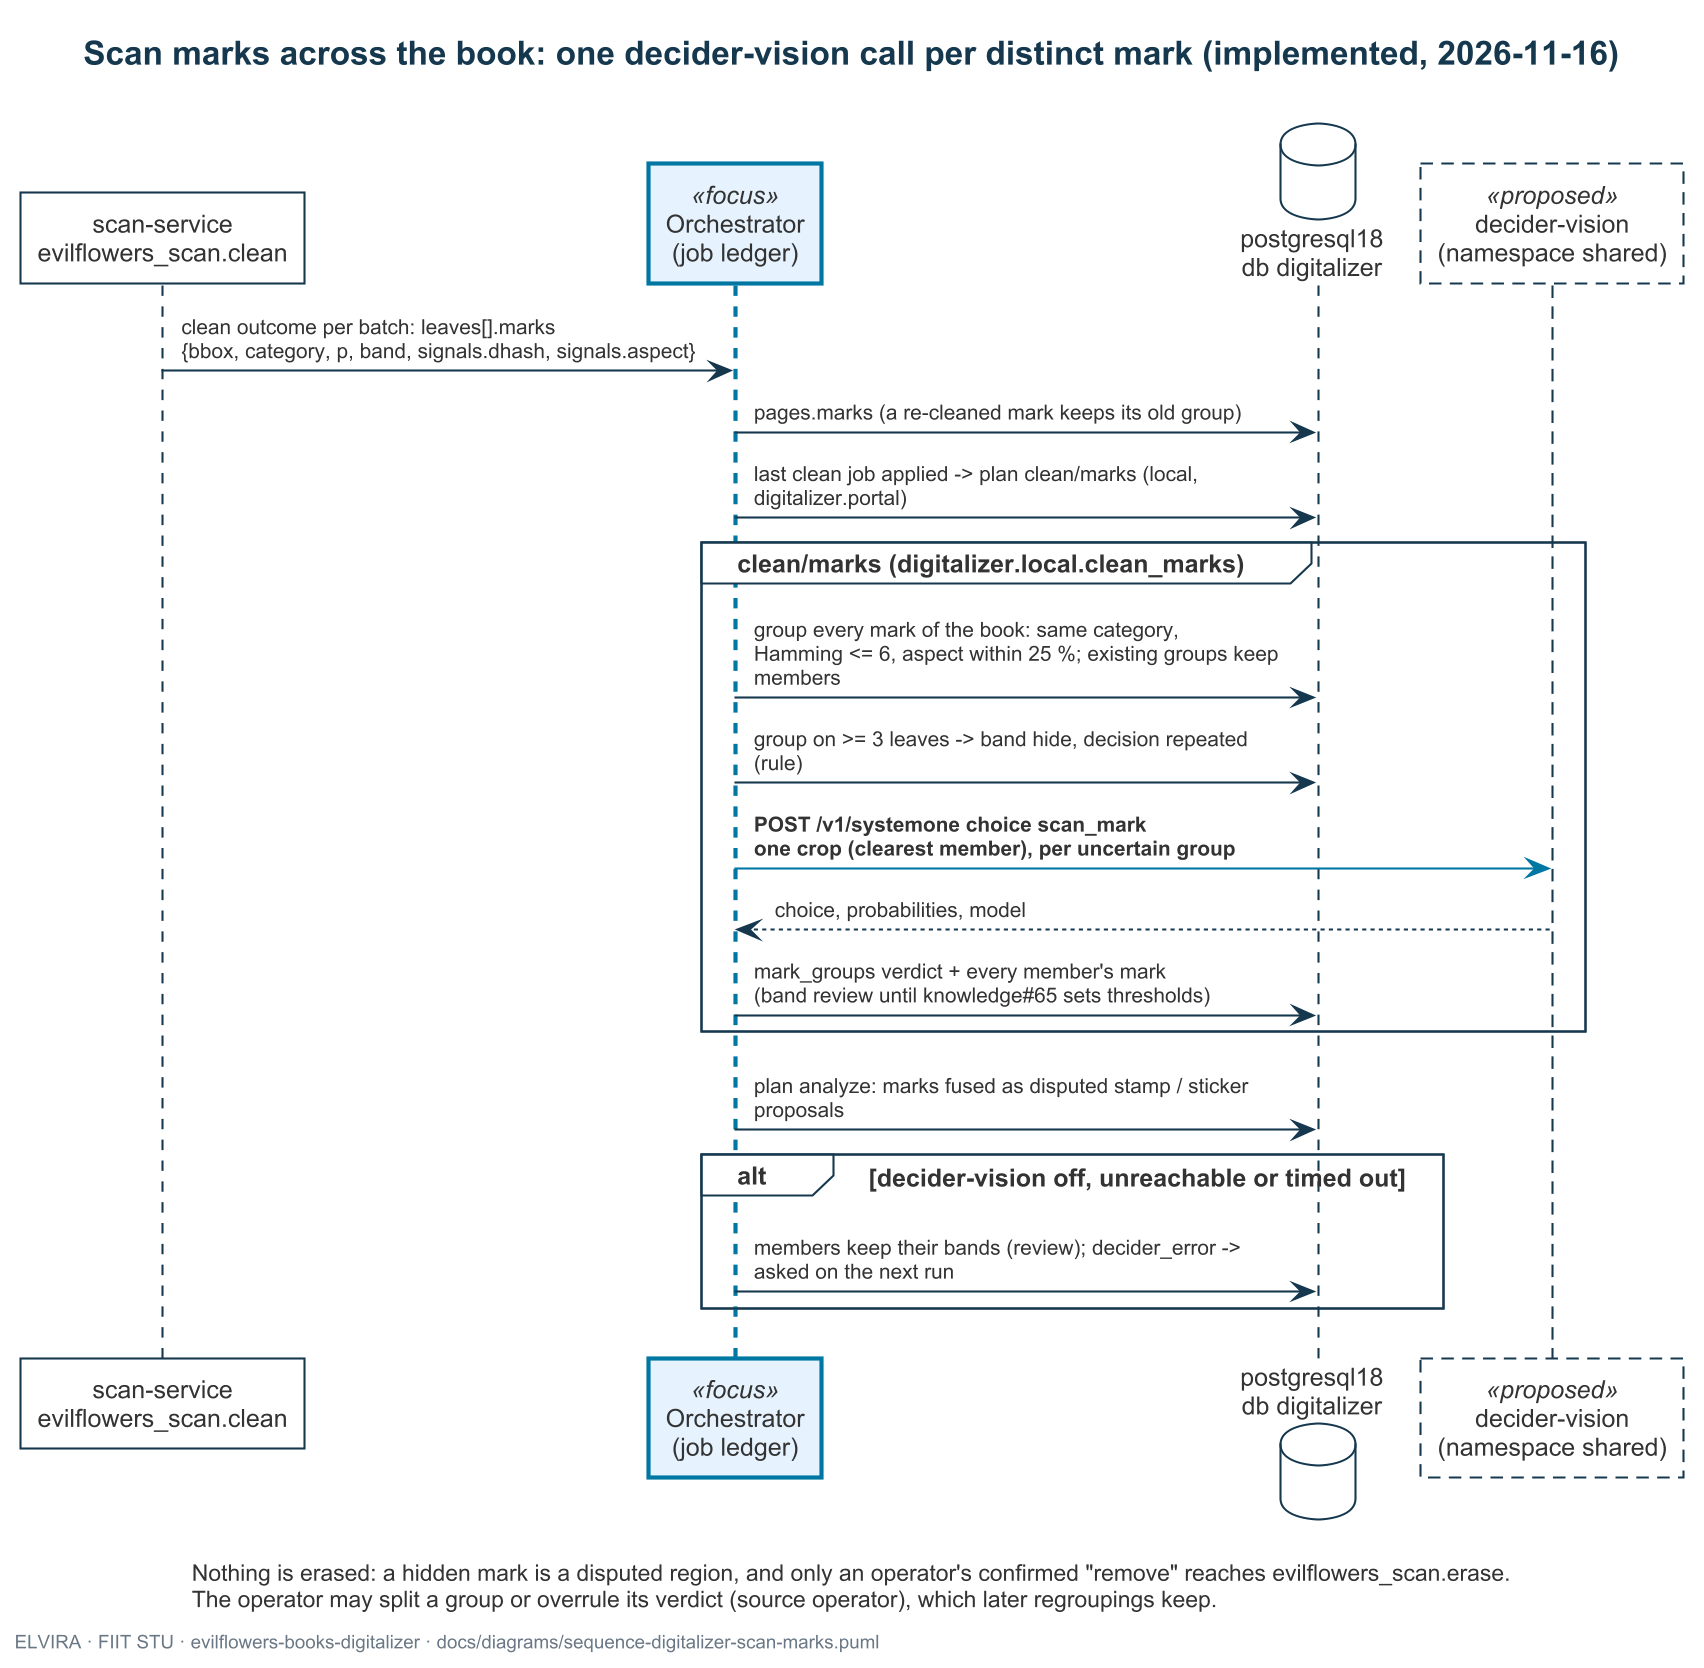 Scan marks across the book: one decider-vision call per distinct mark (implemented, 2026-11-16)
scan-service
evilflowers_scan.clean
«focus»
Orchestrator
(job ledger)
postgresql18
db digitalizer
«proposed»
decider-vision
(namespace shared)
clean outcome per batch: leaves[].marks
{bbox, category, p, band, signals.dhash, signals.aspect}
pages.marks (a re-cleaned mark keeps its old group)
last clean job applied -> plan clean/marks (local,
digitalizer.portal)
clean/marks (digitalizer.local.clean_marks)
group every mark of the book: same category,
Hamming <= 6, aspect within 25 %; existing groups keep
members
group on >= 3 leaves -> band hide, decision repeated
(rule)
POST /v1/systemone choice scan_mark
one crop (clearest member), per uncertain group
choice, probabilities, model
mark_groups verdict + every member's mark
(band review until knowledge#65 sets thresholds)
plan analyze: marks fused as disputed stamp / sticker
proposals
alt
[decider-vision off, unreachable or timed out]
members keep their bands (review); decider_error ->
asked on the next run
scan-service
evilflowers_scan.clean
«focus»
Orchestrator
(job ledger)
postgresql18
db digitalizer
«proposed»
decider-vision
(namespace shared)
Nothing is erased: a hidden mark is a disputed region, and only an operator's confirmed "remove" reaches evilflowers_scan.erase.
The operator may split a group or overrule its verdict (source operator), which later regroupings keep.
ELVIRA · FIIT STU · evilflowers-books-digitalizer · docs/diagrams/sequence-digitalizer-scan-marks.puml